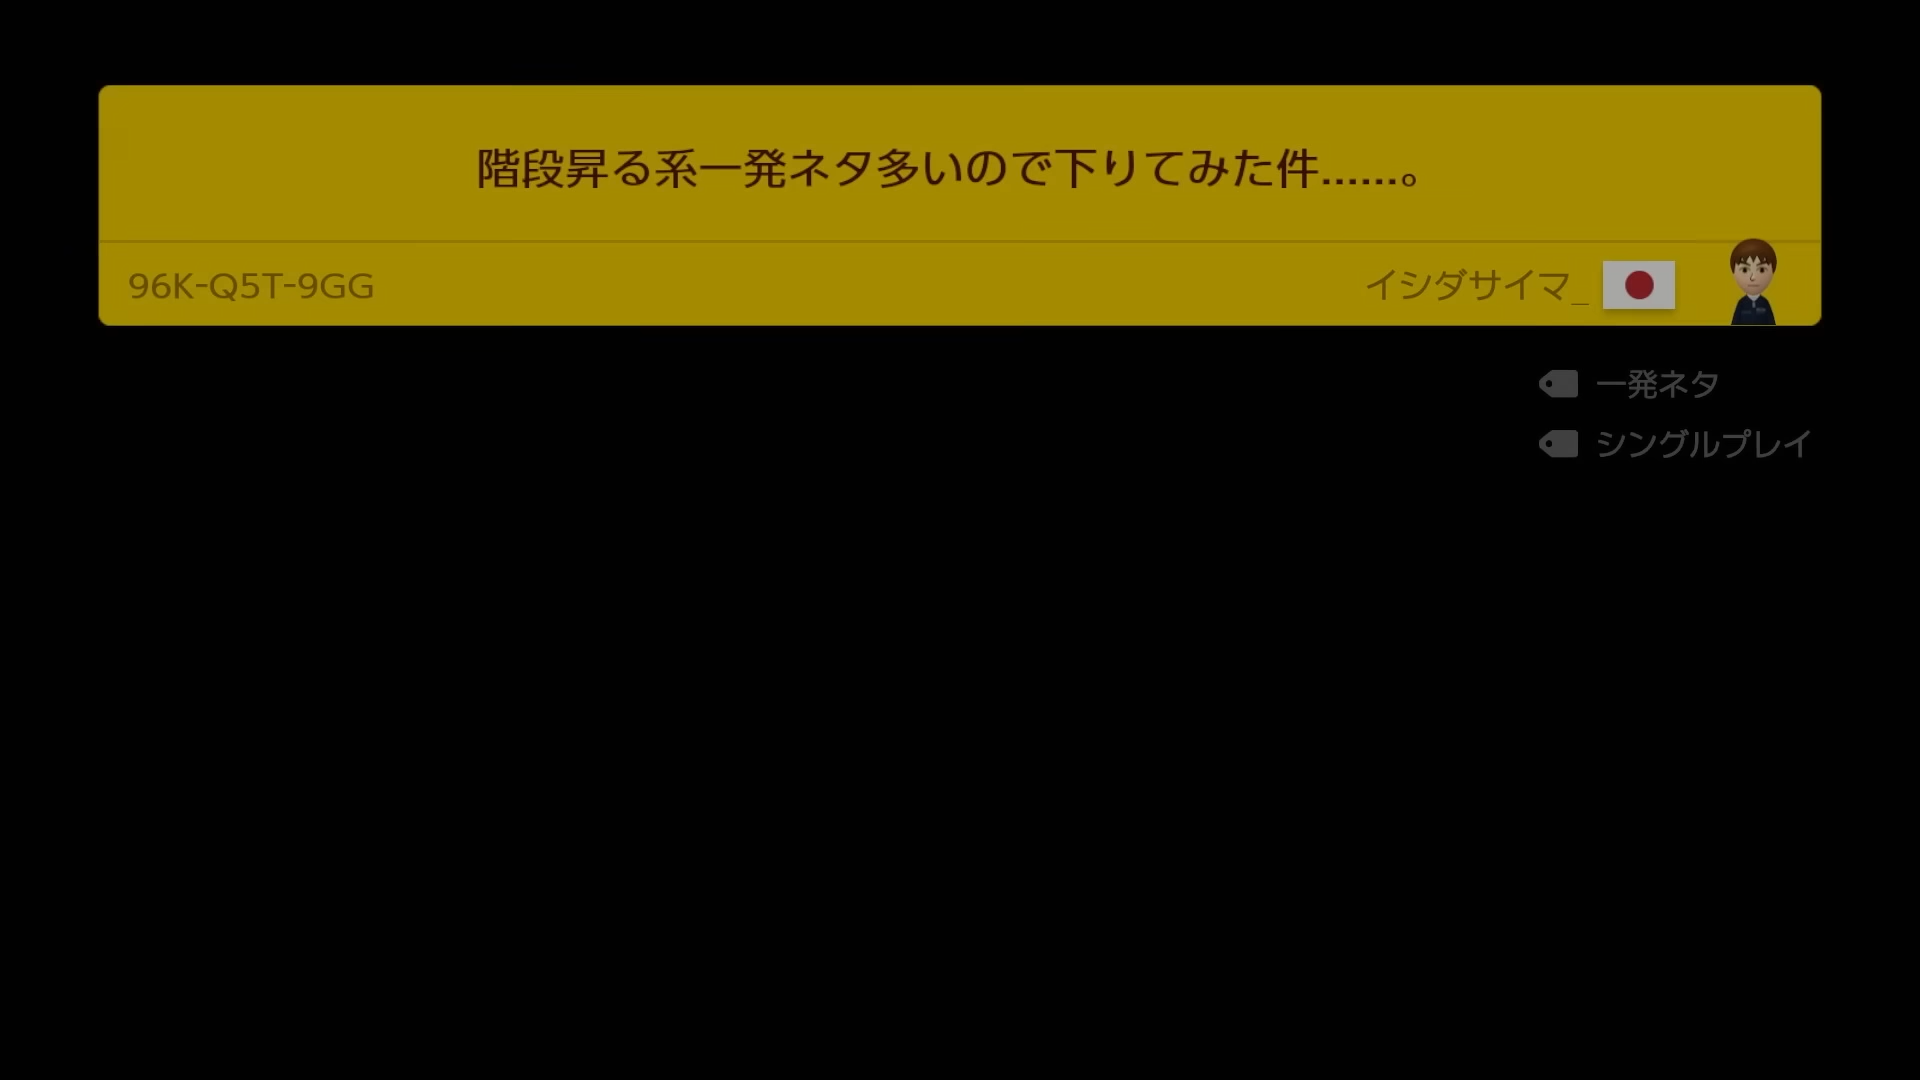 階段昇る系一発ネタ多いので下りてみた件......。
96K-Q5T-9GG
イシダサイマ_
一発ネタ
シングルプレイ